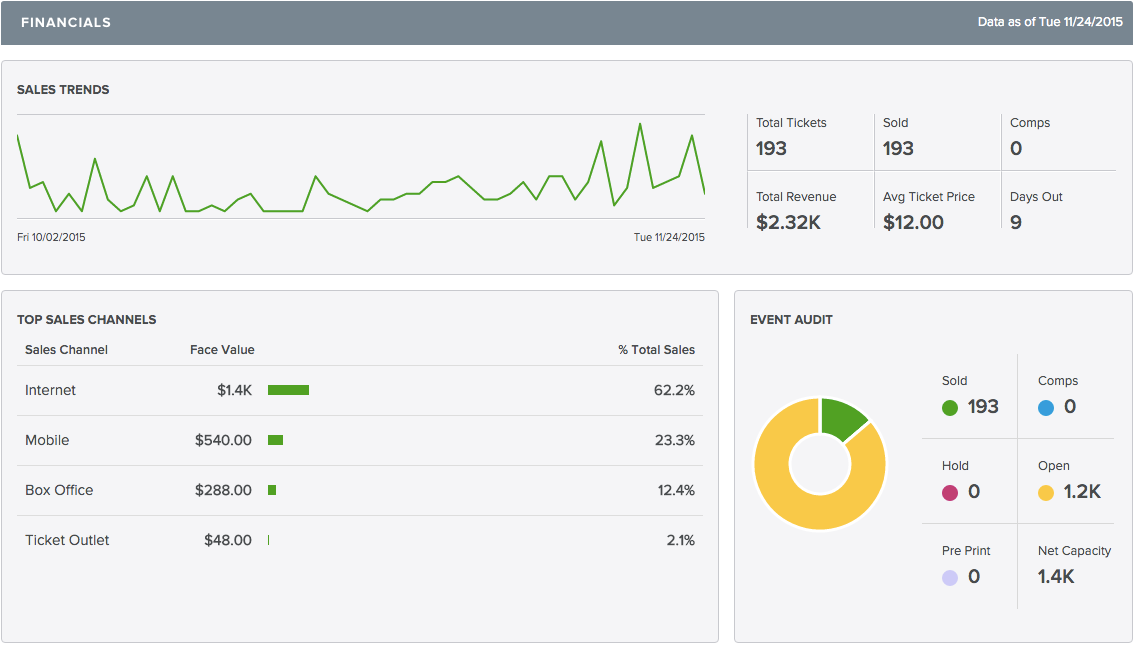 FINANCIALS
Data as of Tue 11/24/2015
SALES TRENDS
Fri 10/02/2015
Tue 11/24/2015
Total Tickets
193
Sold
193
Comps
0
Total Revenue
$2.32K
Avg Ticket Price
$12.00
Days Out
9
TOP SALES CHANNELS
Sales Channel Face Value % Total Sales
Internet $1.4K 62.2%
Mobile $540.00 23.3%
Box Office $288.00 12.4%
Ticket Outlet $48.00 2.1%
EVENT AUDIT
Sold
193
Comps
0
Hold
0
Open
1.2K
Pre Print
0
Net Capacity
1.4K